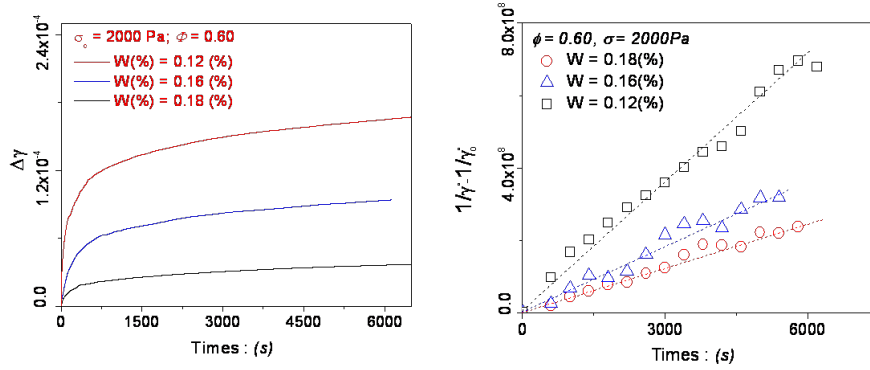 2.4x10⁻⁴
1.2x10⁻⁴
0.0
Δγ
σₒ = 2000 Pa; Φ = 0.60
W(%) = 0.12 (%)
W(%) = 0.16 (%)
W(%) = 0.18 (%)
0
1500
3000
4500
6000
Times : (s)
8.0x10⁸
4.0x10⁸
0.0
1/γ̇-1/γ̇₀
ϕ = 0.60, σ = 2000Pa
W = 0.18(%)
W = 0.16(%)
W = 0.12(%)
0
3000
6000
Times : (s)